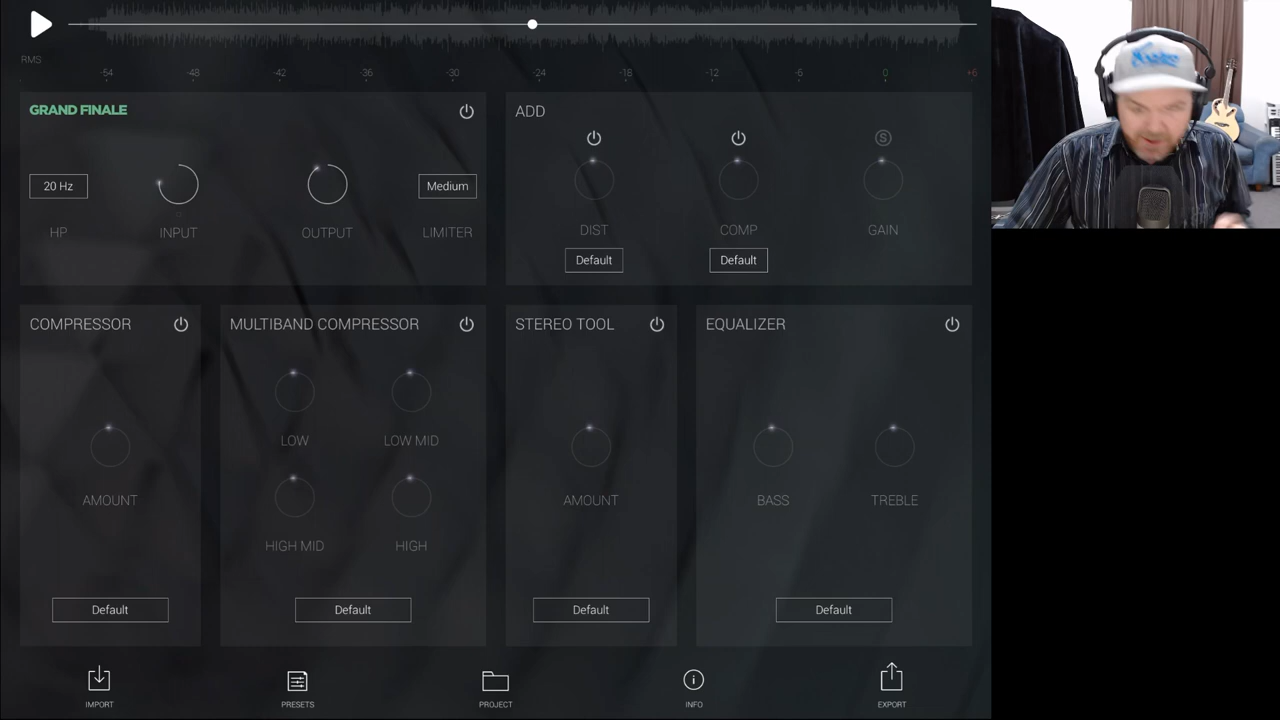 RMS
-54 -48 -42 -36 -30 -24 -18 -12 -5 0 +6
GRAND FINALE
20 Hz
HP
INPUT
OUTPUT
Medium
LIMITER
ADD
S
DIST
COMP
GAIN
Default
Default
COMPRESSOR
AMOUNT
Default
MULTIBAND COMPRESSOR
LOW
LOW MID
HIGH MID
HIGH
Default
STEREO TOOL
AMOUNT
Default
EQUALIZER
BASS
TREBLE
Default
IMPORT
PRESETS
PROJECT
INFO
EXPORT